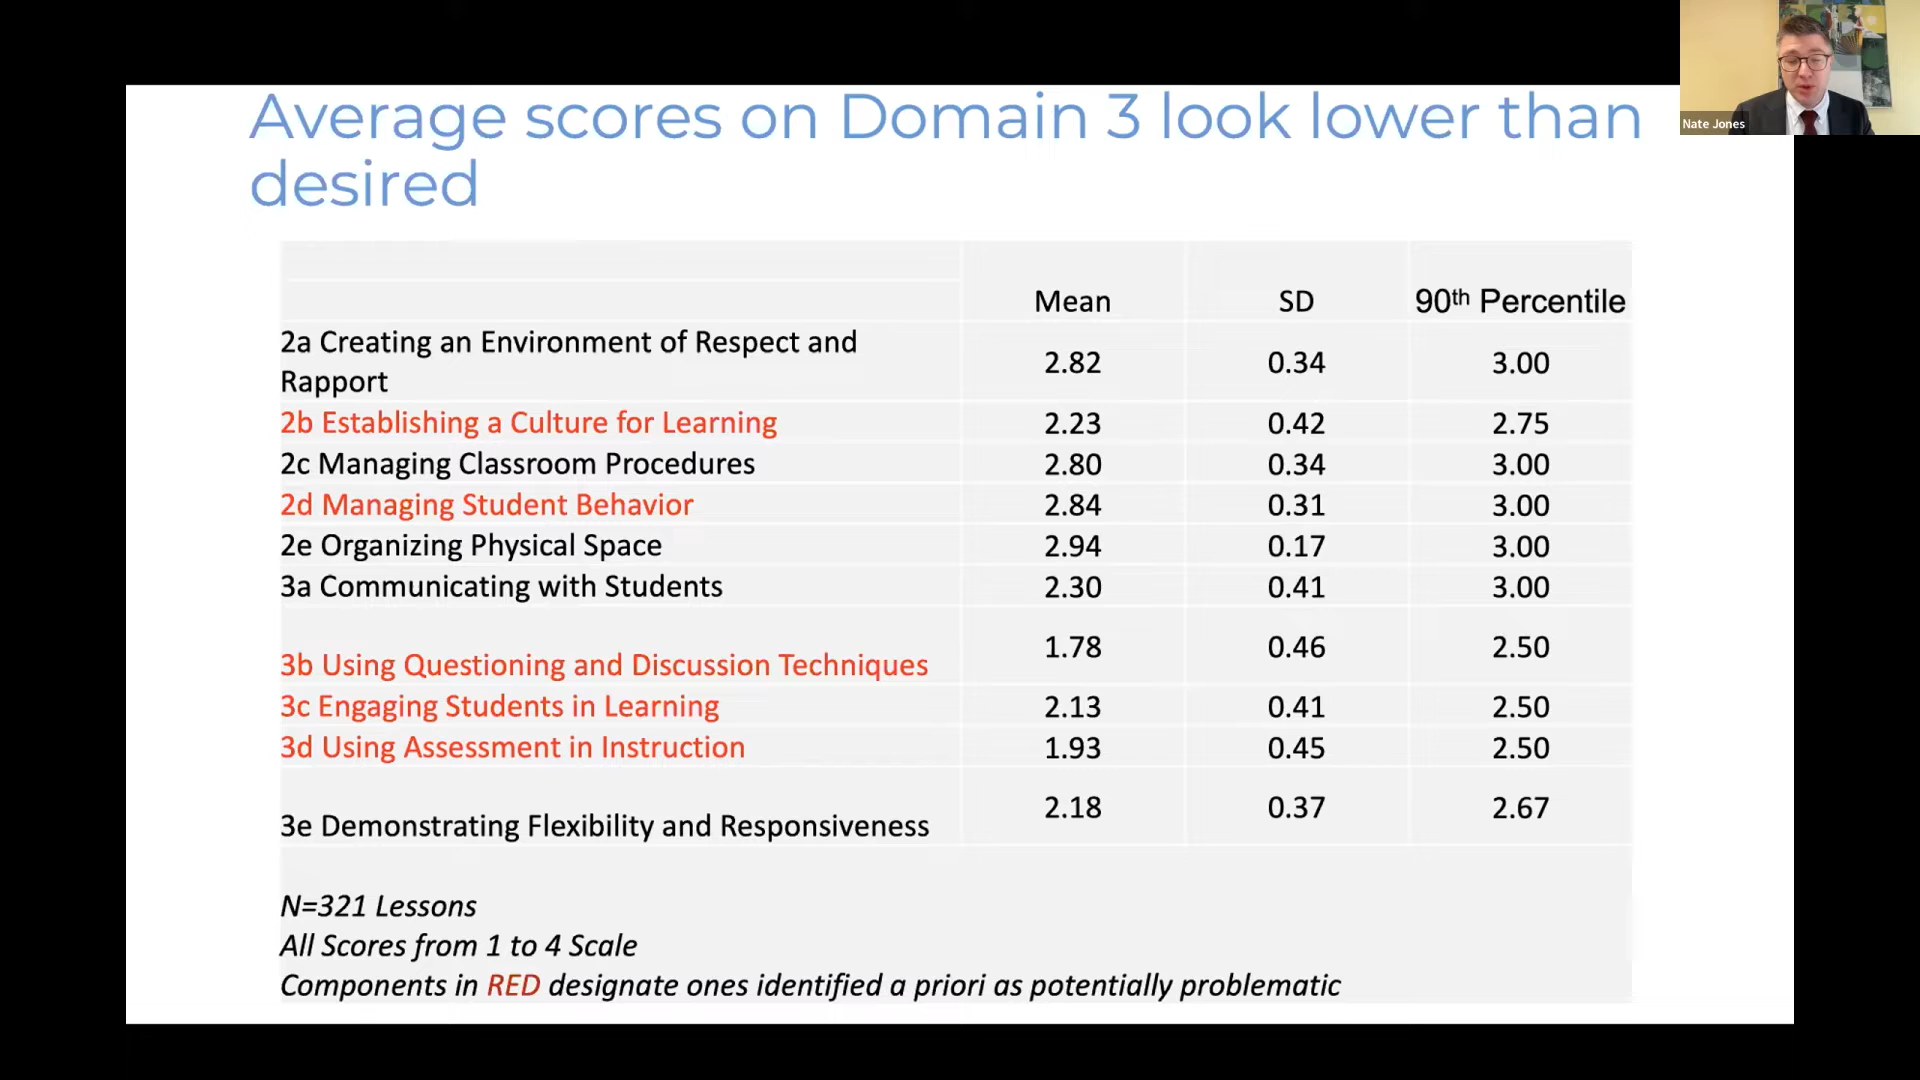 Average scores on Domain 3 look lower than
desired
Nate Jones
Mean SD 90th Percentile
2a Creating an Environment of Respect and
Rapport 2.82 0.34 3.00
2b Establishing a Culture for Learning 2.23 0.42 2.75
2c Managing Classroom Procedures 2.80 0.34 3.00
2d Managing Student Behavior 2.84 0.31 3.00
2e Organizing Physical Space 2.94 0.17 3.00
3a Communicating with Students 2.30 0.41 3.00
3b Using Questioning and Discussion Techniques 1.78 0.46 2.50
3c Engaging Students in Learning 2.13 0.41 2.50
3d Using Assessment in Instruction 1.93 0.45 2.50
3e Demonstrating Flexibility and Responsiveness 2.18 0.37 2.67
N=321 Lessons
All Scores from 1 to 4 Scale
Components in RED designate ones identified a priori as potentially problematic